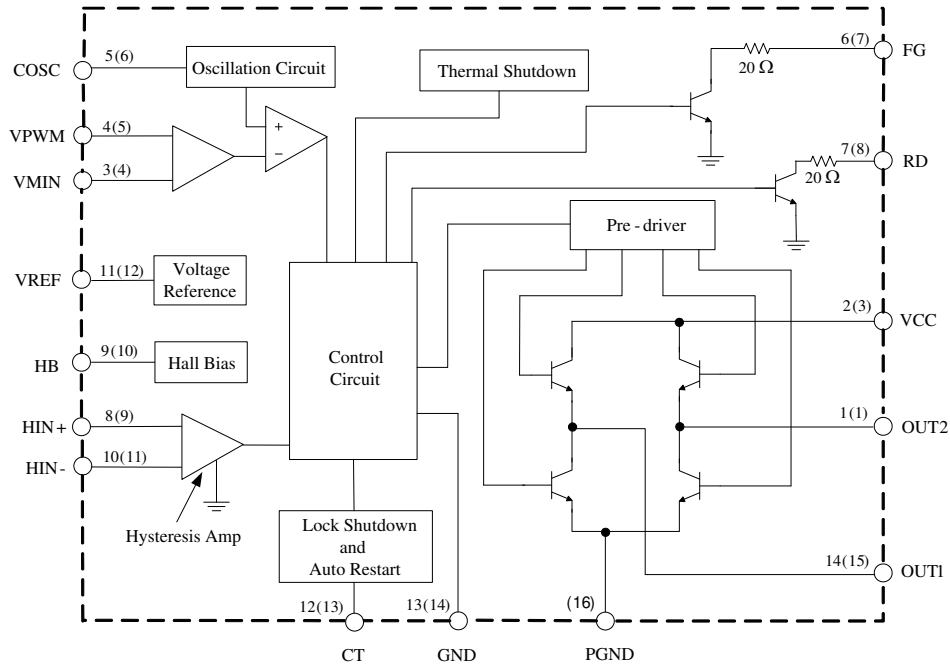 COSC
5(6)
Oscillation Circuit
Thermal Shutdown
6(7)
FG
20 Ω
VPWM
4(5)
+
−
VMIN
3(4)
7(8)
RD
20 Ω
Pre - driver
VREF
11(12)
Voltage
Reference
2(3)
VCC
HB
9(10)
Hall Bias
Control
Circuit
HIN+
8(9)
1(1)
OUT2
HIN-
10(11)
Hysteresis Amp
Lock Shutdown
and
Auto Restart
14(15)
OUT1
12(13)
13(14)
(16)
CT
GND
PGND